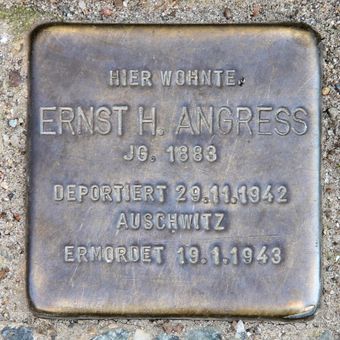 HIER WOHNTE
ERNST H. ANGRESS
JG. 1883
DEPORTIERT 29.11.1942
AUSCHWITZ
ERMORDET 19.1.1943